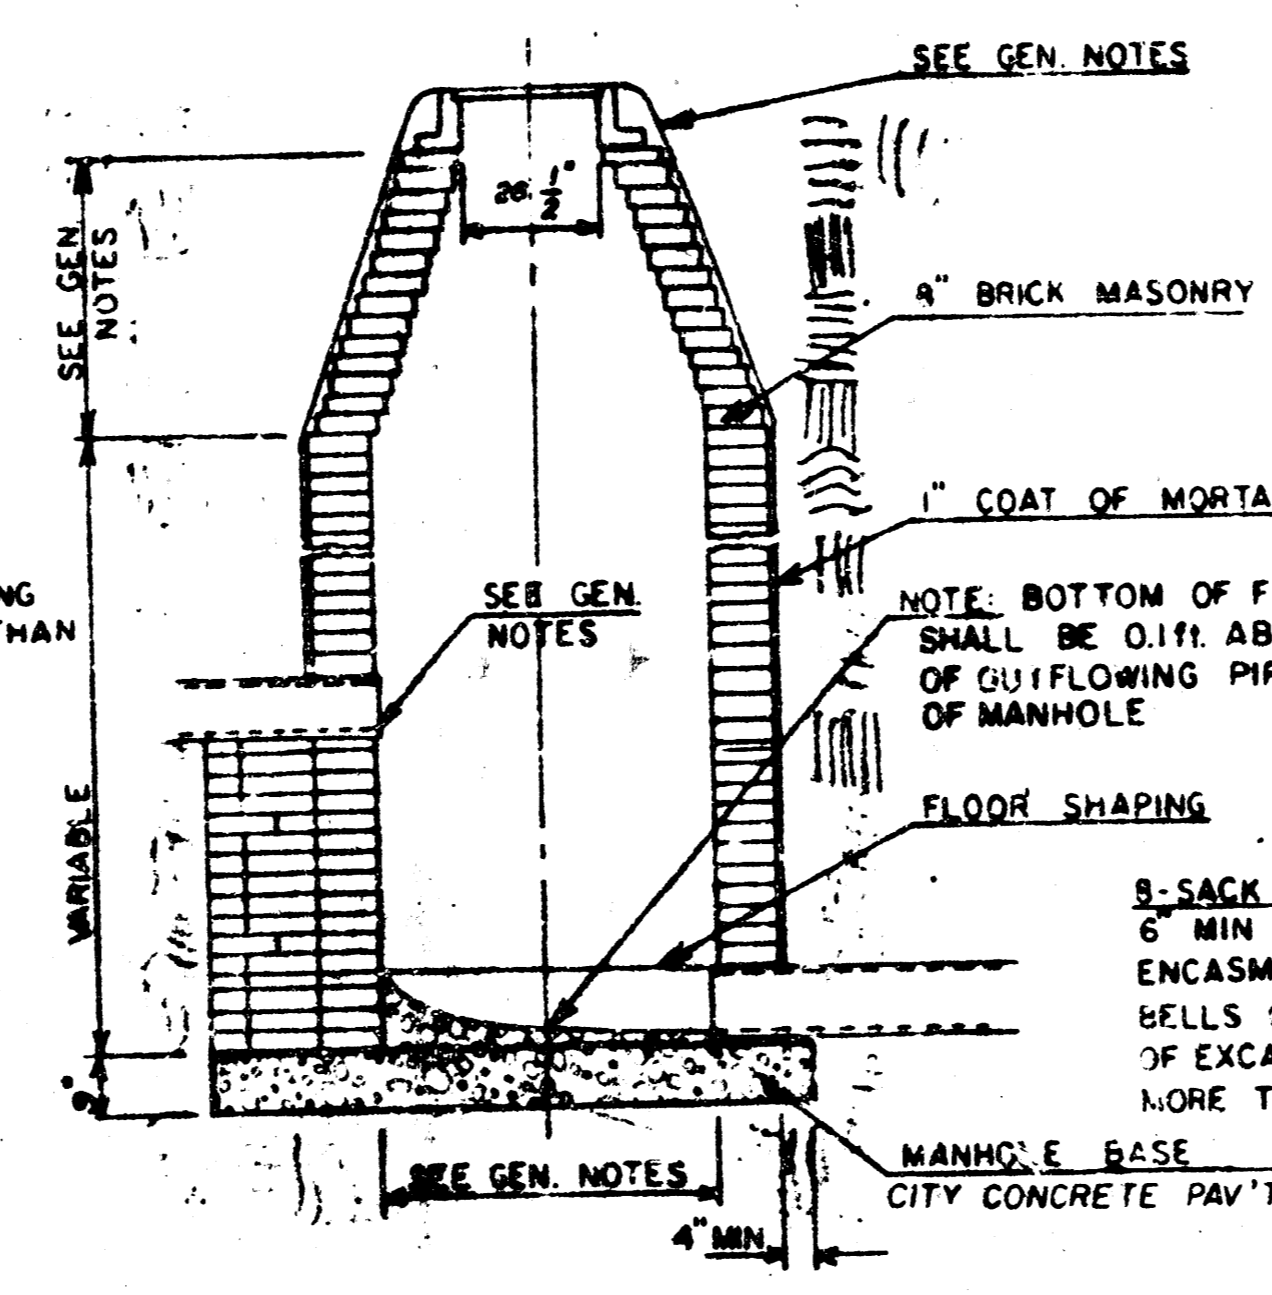 SEE GEN. NOTES
26 1/2"
SEE GEN.
NOTES
BRICK MASONRY
1" COAT OF MORTA
NG
THAN
SEE GEN.
NOTES
NOTE: BOTTOM OF F
SHALL BE 0.1ft. AB
OF OUTFLOWING PIP
OF MANHOLE
VARIABLE
FLOOR SHAPING
8-SACK
6" MIN
ENCASM
BELLS
OF EXCA
MORE T
9"
MANHOLE BASE
CITY CONCRETE PAV'T
SEE GEN. NOTES
4" MIN.